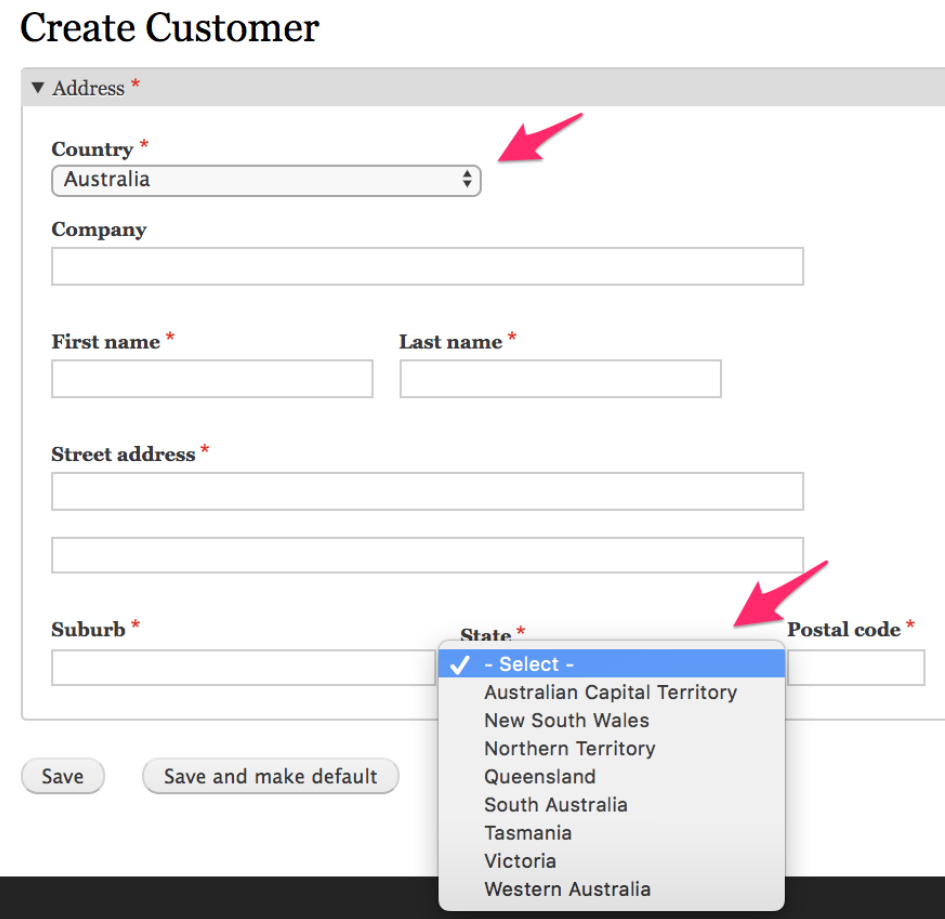 Create Customer
▼ Address *
Country *
Australia
Company
First name * Last name *
Street address *
Suburb * State * Postal code *
✓ - Select -
Australian Capital Territory
New South Wales
Northern Territory
Queensland
South Australia
Tasmania
Victoria
Western Australia
Save Save and make default